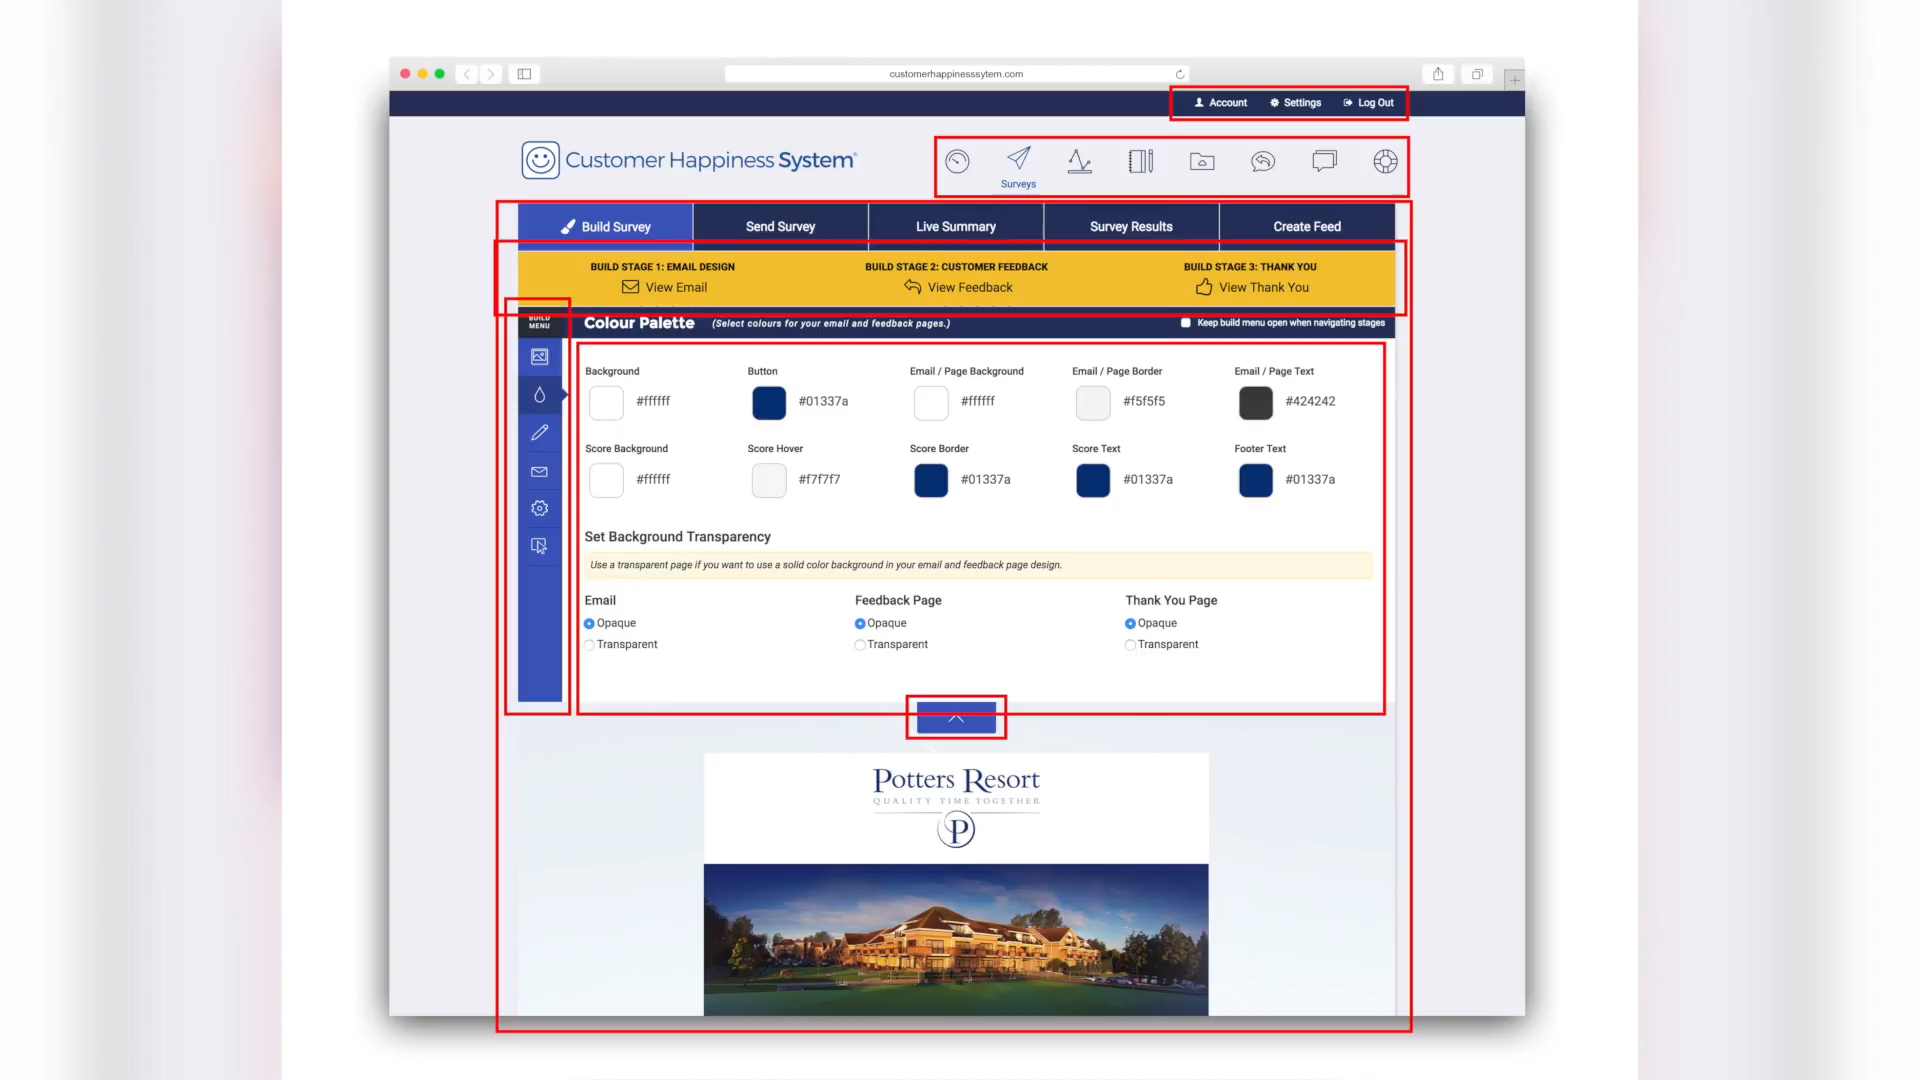 customerhappinesssytem.com
Account Settings Log Out
Customer Happiness System®
Surveys
Build Survey Send Survey Live Summary Survey Results Create Feed
BUILD STAGE 1: EMAIL DESIGN BUILD STAGE 2: CUSTOMER FEEDBACK BUILD STAGE 3: THANK YOU
View Email View Feedback View Thank You
BUILD
MENU
Colour Palette (Select colours for your email and feedback pages.) Keep build menu open when navigating stages
Background Button Email / Page Background Email / Page Border Email / Page Text
#ffffff #01337a #ffffff #f5f5f5 #424242
Score Background Score Hover Score Border Score Text Footer Text
#ffffff #f7f7f7 #01337a #01337a #01337a
Set Background Transparency
Use a transparent page if you want to use a solid color background in your email and feedback page design.
Email Feedback Page Thank You Page
Opaque Opaque Opaque
Transparent Transparent Transparent
Potters Resort
QUALITY TIME TOGETHER
P